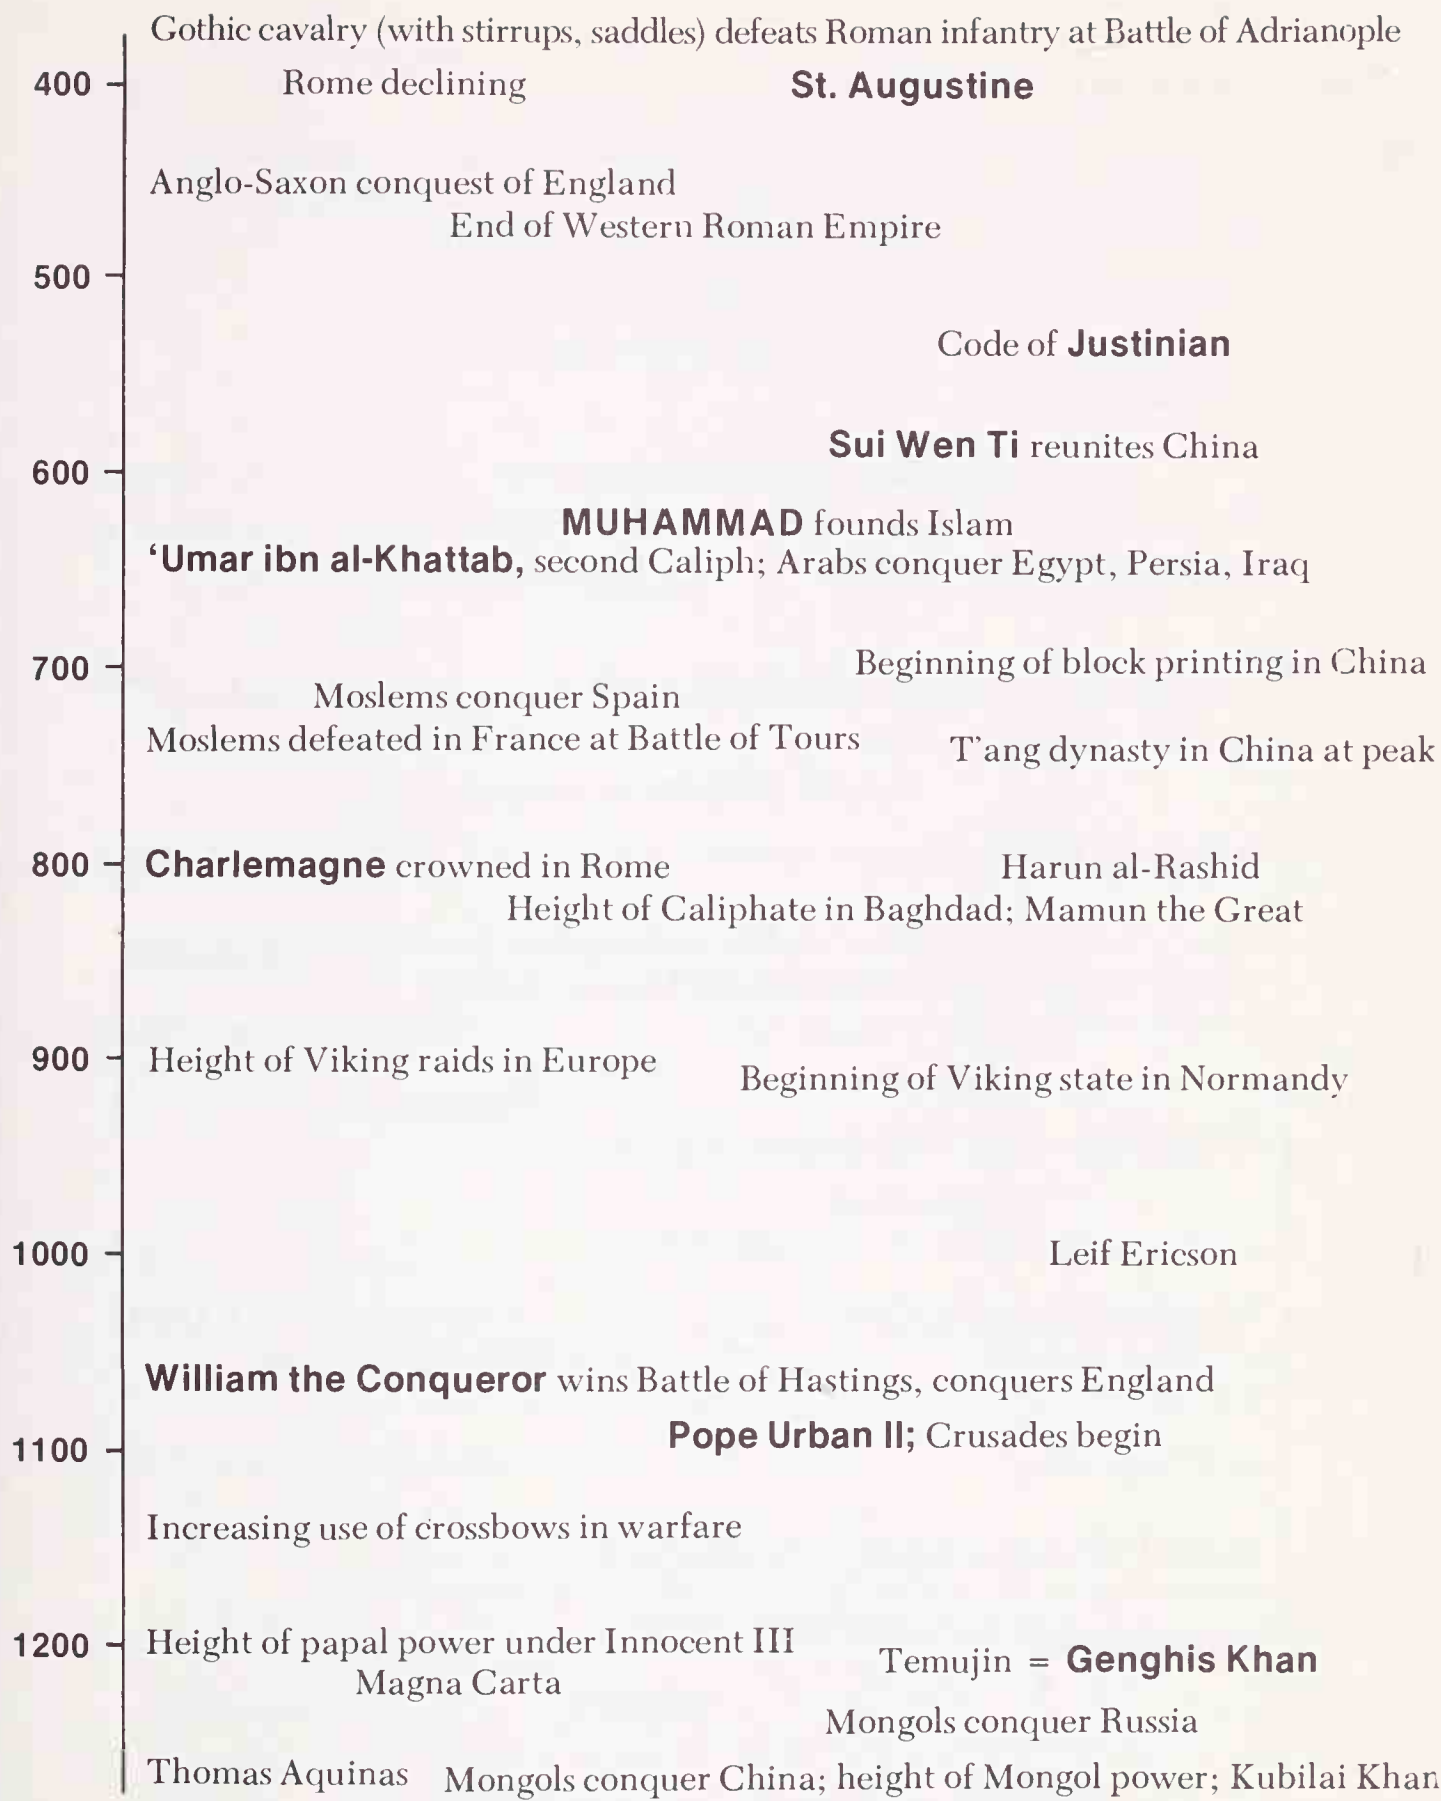 Gothic cavalry (with stirrups, saddles) defeats Roman infantry at Battle of Adrianople
400 Rome declining St. Augustine
Anglo-Saxon conquest of England
End of Western Roman Empire
500
Code of Justinian
Sui Wen Ti reunites China
600
MUHAMMAD founds Islam
‘Umar ibn al-Khattab, second Caliph; Arabs conquer Egypt, Persia, Iraq
700 Beginning of block printing in China
Moslems conquer Spain
Moslems defeated in France at Battle of Tours T'ang dynasty in China at peak
800 Charlemagne crowned in Rome Harun al-Rashid
Height of Caliphate in Baghdad; Mamun the Great
900 Height of Viking raids in Europe
Beginning of Viking state in Normandy
1000 Leif Ericson
William the Conqueror wins Battle of Hastings, conquers England
Pope Urban II; Crusades begin
1100
Increasing use of crossbows in warfare
1200 Height of papal power under Innocent III
Temujin = Genghis Khan
Magna Carta
Mongols conquer Russia
Thomas Aquinas Mongols conquer China; height of Mongol power; Kubilai Khan